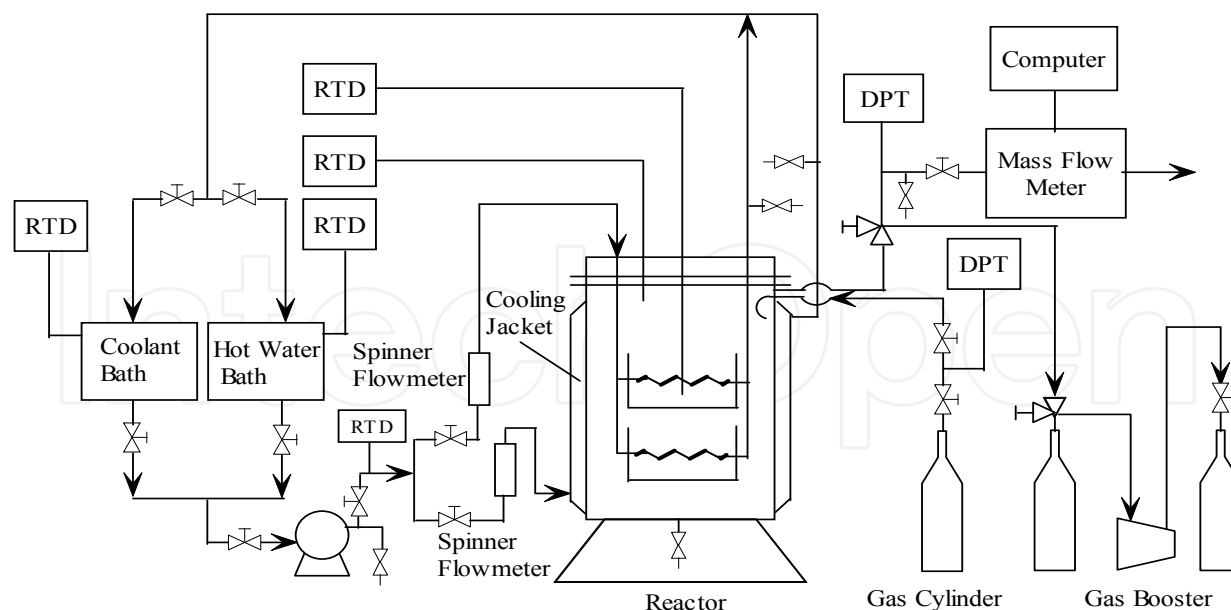 Computer
RTD
DPT
RTD
Mass Flow
Meter
RTD
RTD
DPT
Cooling
Jacket
Coolant
Bath
Hot Water
Bath
Spinner
Flowmeter
RTD
Spinner
Flowmeter
Reactor
Gas Cylinder
Gas Booster
IntechOpen